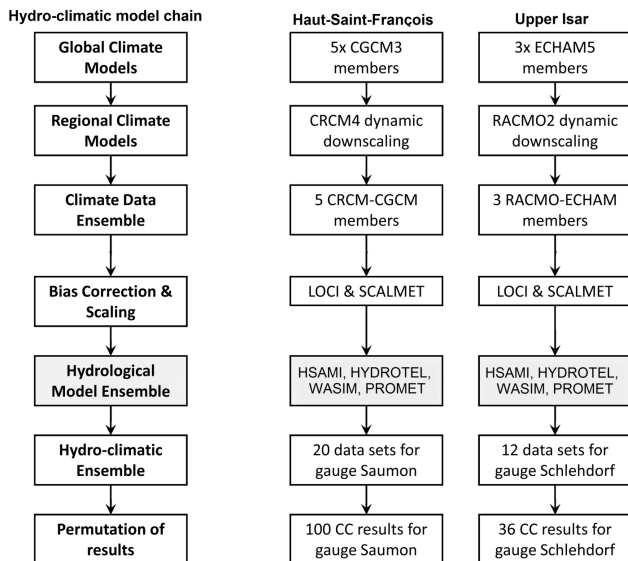 Hydro-climatic model chain
Global Climate
Models
Regional Climate
Models
Climate Data
Ensemble
Bias Correction &
Scaling
Hydrological
Model Ensemble
Hydro-climatic
Ensemble
Permutation of
results
Haut-Saint-François
5x CGCM3
members
CRCM4 dynamic
downscaling
5 CRCM-CGCM
members
LOCI & SCALMET
HSAMI, HYDROTEL,
WASIM, PROMET
20 data sets for
gauge Saumon
100 CC results for
gauge Saumon
Upper Isar
3x ECHAM5
members
RACMO2 dynamic
downscaling
3 RACMO-ECHAM
members
LOCI & SCALMET
HSAMI, HYDROTEL,
WASIM, PROMET
12 data sets for
gauge Schlehdorf
36 CC results for
gauge Schlehdorf